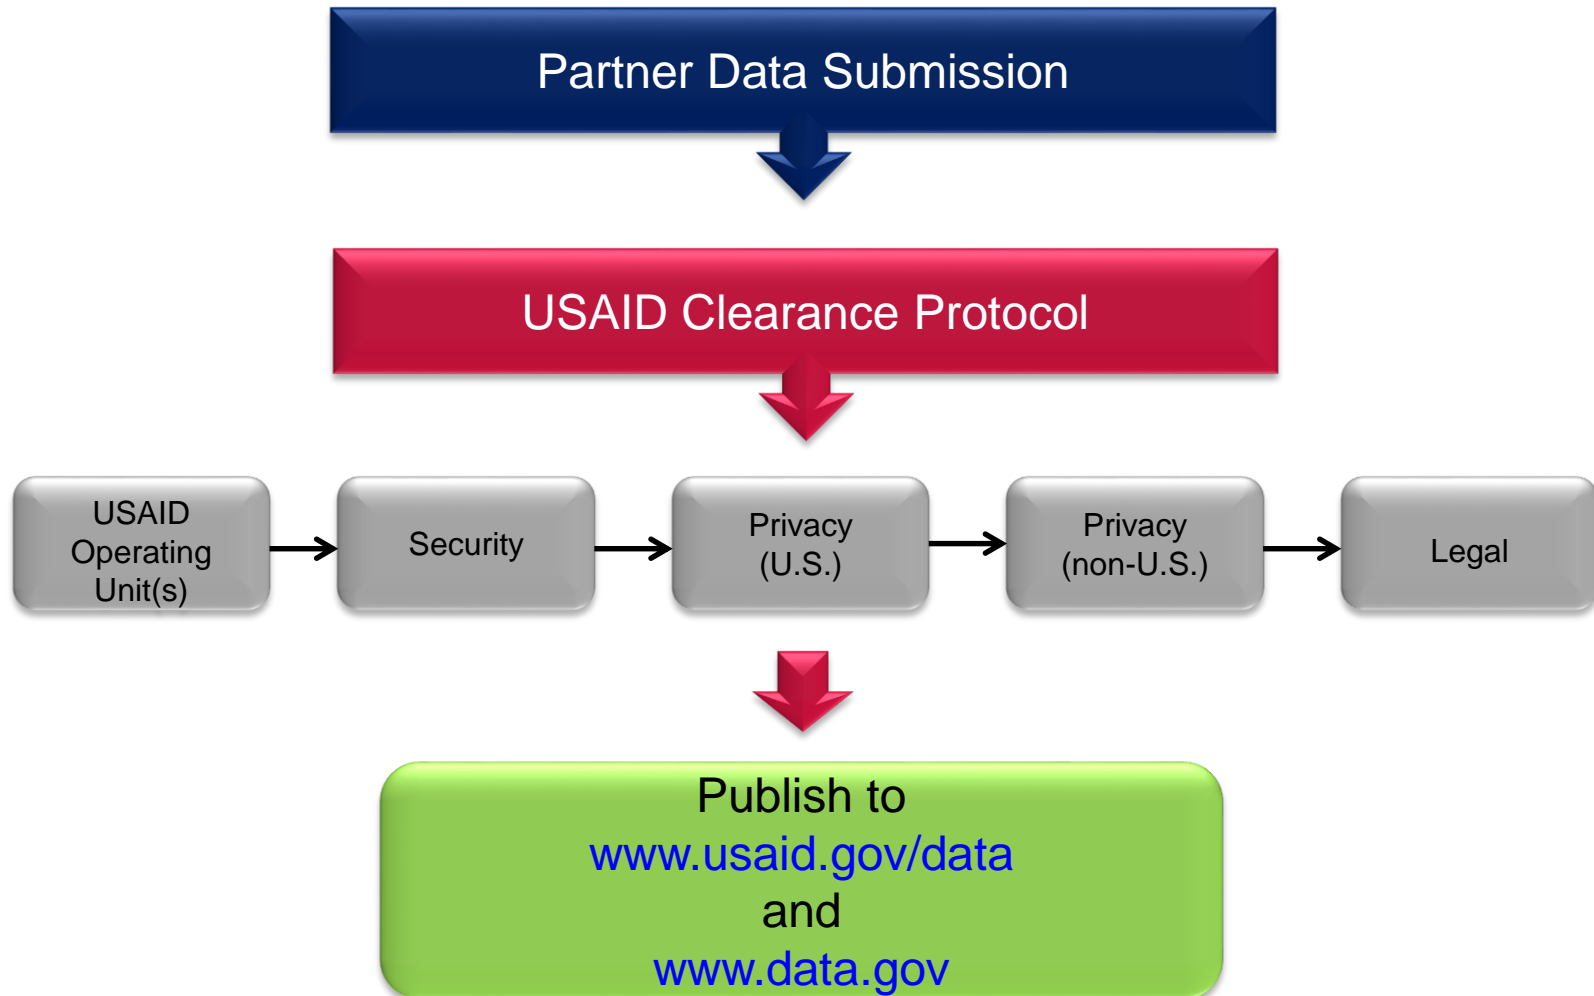 Partner Data Submission
USAID Clearance Protocol
USAID
Operating
Unit(s)
Security
Privacy
(U.S.)
Privacy
(non-U.S.)
Legal
Publish to
www.usaid.gov/data
and
www.data.gov